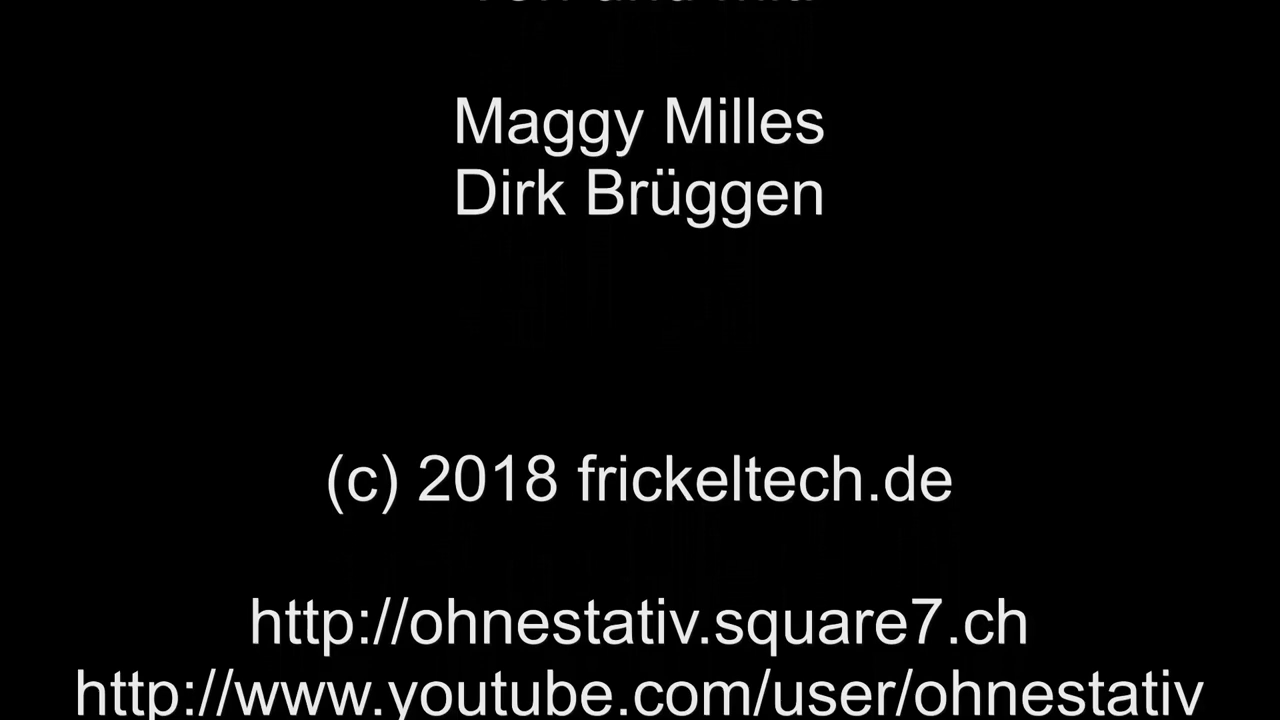 Maggy Milles
Dirk Brüggen
(c) 2018 frickeltech.de
http://ohnestativ.square7.ch
http://www.youtube.com/user/ohnestativ